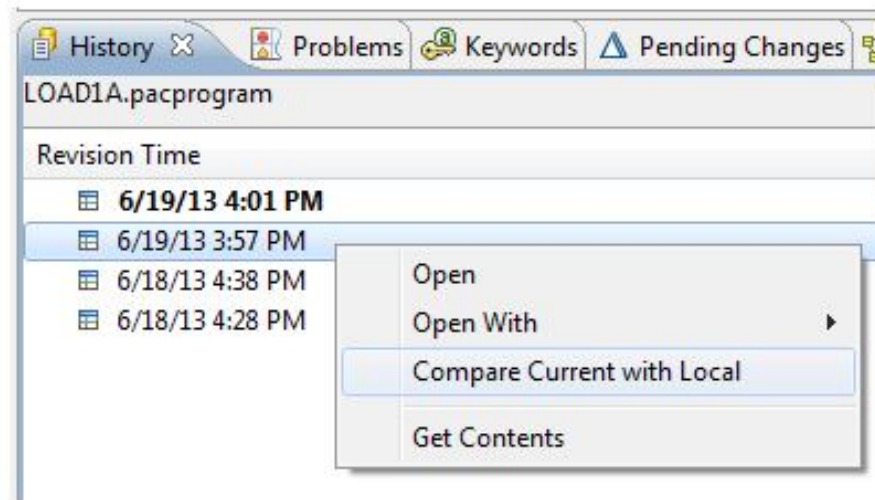 History Problems Keywords Pending Changes
LOAD1A.pacprogram
Revision Time
6/19/13 4:01 PM
6/19/13 3:57 PM
6/18/13 4:38 PM
6/18/13 4:28 PM
Open
Open With
Compare Current with Local
Get Contents